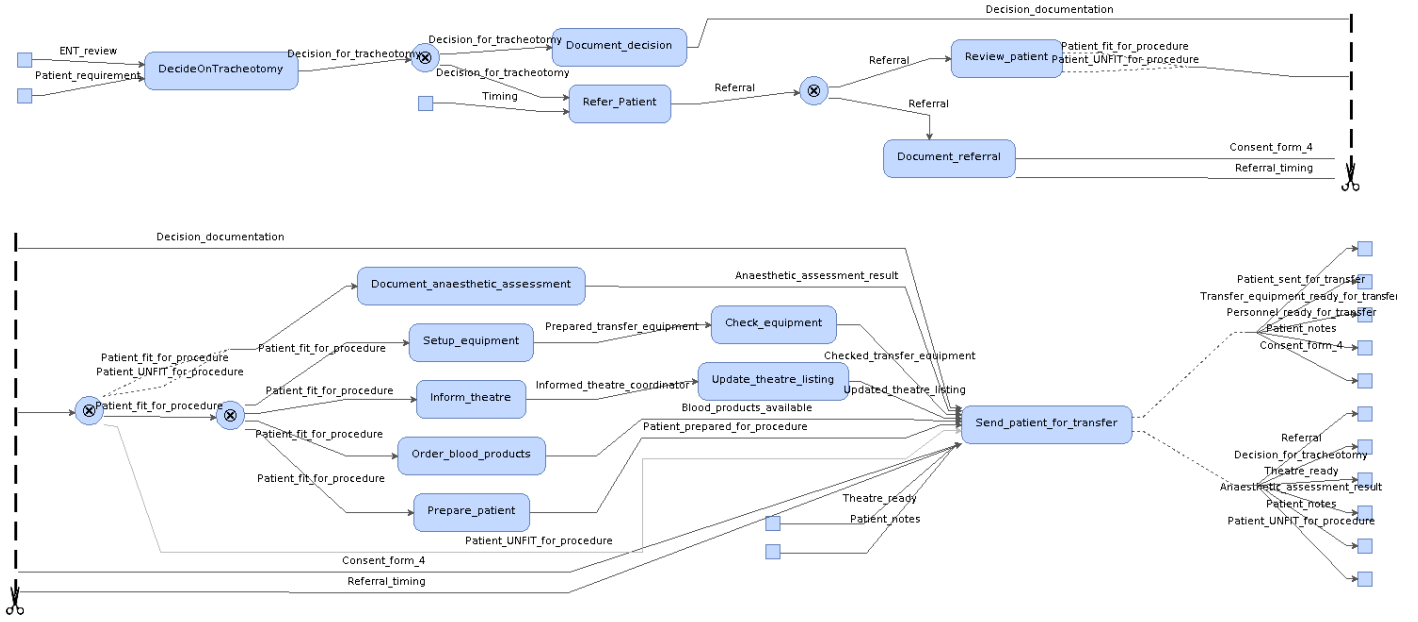 Decision_documentation
ENT_review
DecideOnTracheotomy
Patient_requirement
Decision_for_tracheotomy
Decision_for_tracheotomy
Document_decision
Decision_for_tracheotomy
Timing
Refer_Patient
Referral
Referral
Review_patient
Patient_fit_for_procedure
Patient_UNFIT_for_procedure
Referral
Document_referral
Consent_form_4
Referral_timing
Decision_documentation
Document_anaesthetic_assessment
Anaesthetic_assessment_result
Patient_fit_for_procedure
Patient_UNFIT_for_procedure
Patient_fit_for_procedure
Setup_equipment
Prepared_transfer_equipment
Check_equipment
Checked_transfer_equipment
Patient_fit_for_procedure
Patient_fit_for_procedure
Inform_theatre
Informed_theatre_coordinator
Update_theatre_listing
Updated_theatre_listing
Patient_fit_for_procedure
Order_blood_products
Blood_products_available
Patient_prepared_for_procedure
Patient_fit_for_procedure
Prepare_patient
Send_patient_for_transfer
Theatre_ready
Patient_notes
Patient_UNFIT_for_procedure
Consent_form_4
Referral_timing
Patient_sent_for_transfer
Transfer_equipment_ready_for_transfer
Personnel_ready_for_transfer
Patient_notes
Consent_form_4
Referral
Decision_for_tracheotomy
Theatre_ready
Anaesthetic_assessment_result
Patient_notes
Patient_UNFIT_for_procedure